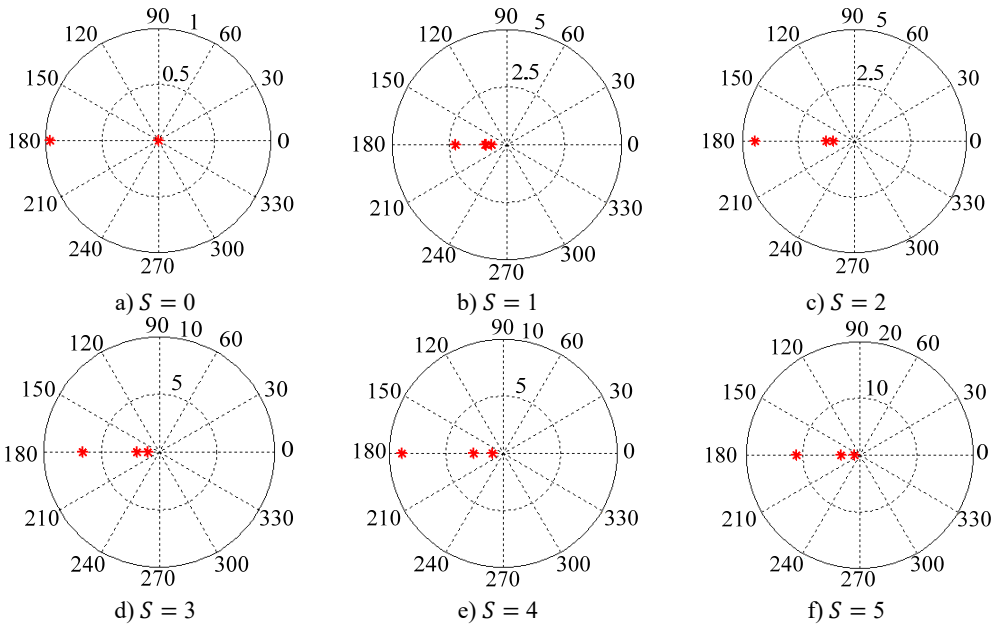 90 1 90 5 90 5
120 60 120 60 120 60
150 0.5 30 150 2.5 30 150 2.5 30
180 0 180 0 180 0
210 330 210 330 210 330
240 300 240 300 240 300
270 270 270
a) S = 0 b) S = 1 c) S = 2
90 10 90 10 90 20
120 60 120 60 120 60
150 5 30 150 5 30 150 10 30
180 0 180 0 180 0
210 330 210 330 210 330
240 300 240 300 240 300
270 270 270
d) S = 3 e) S = 4 f) S = 5